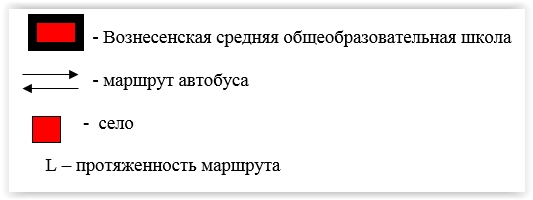 - Вознесенская средняя общеобразовательная школа
- маршрут автобуса
- село
L – протяженность маршрута